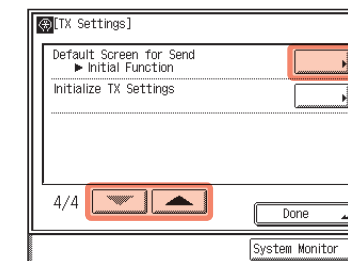 [TX Settings]
Default Screen for Send
► Initial Function
Initialize TX Settings
4/4
Done
System Monitor